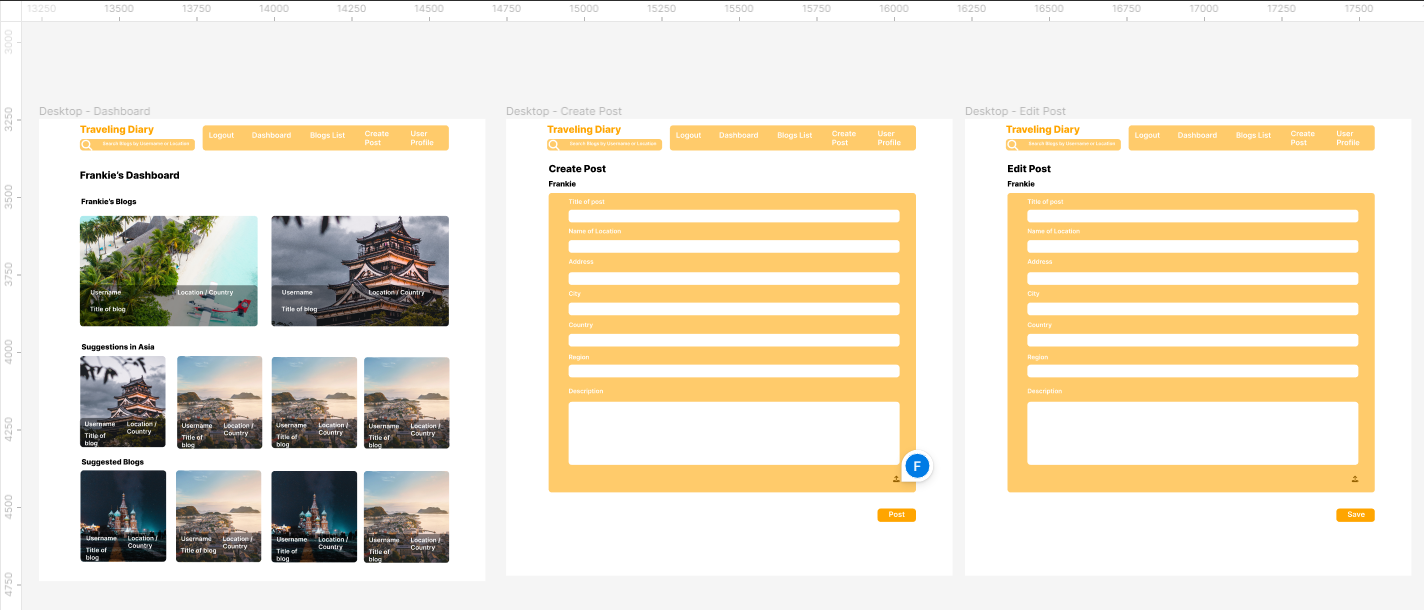 13250 13500 13750 14000 14250 14500 14750 15000 15250 15500 15750 16000 16250 16500 16750 17000 17250 17500
3000
3250
3500
3750
4000
4250
4500
4750
Desktop - Dashboard
Traveling Diary
Search Blogs by Username or Location
Logout Dashboard Blogs List Create Post User Profile
Frankie's Dashboard
Frankie's Blogs
Username Location / Country
Title of blog
Username Location / Country
Title of blog
Suggestions in Asia
Username Location / Country
Title of blog
Username Location / Country
Title of blog
Username Location / Country
Title of blog
Username Location / Country
Title of blog
Suggested Blogs
Username Location / Country
Title of blog
Username Location / Country
Title of blog
Username Location / Country
Title of blog
Username Location / Country
Title of blog
Desktop - Create Post
Traveling Diary
Search Blogs by Username or Location
Logout Dashboard Blogs List Create Post User Profile
Create Post
Frankie
Title of post
Name of Location
Address
City
Country
Region
Description
F
Post
Desktop - Edit Post
Traveling Diary
Search Blogs by Username or Location
Logout Dashboard Blogs List Create Post User Profile
Edit Post
Frankie
Title of post
Name of Location
Address
City
Country
Region
Description
Save